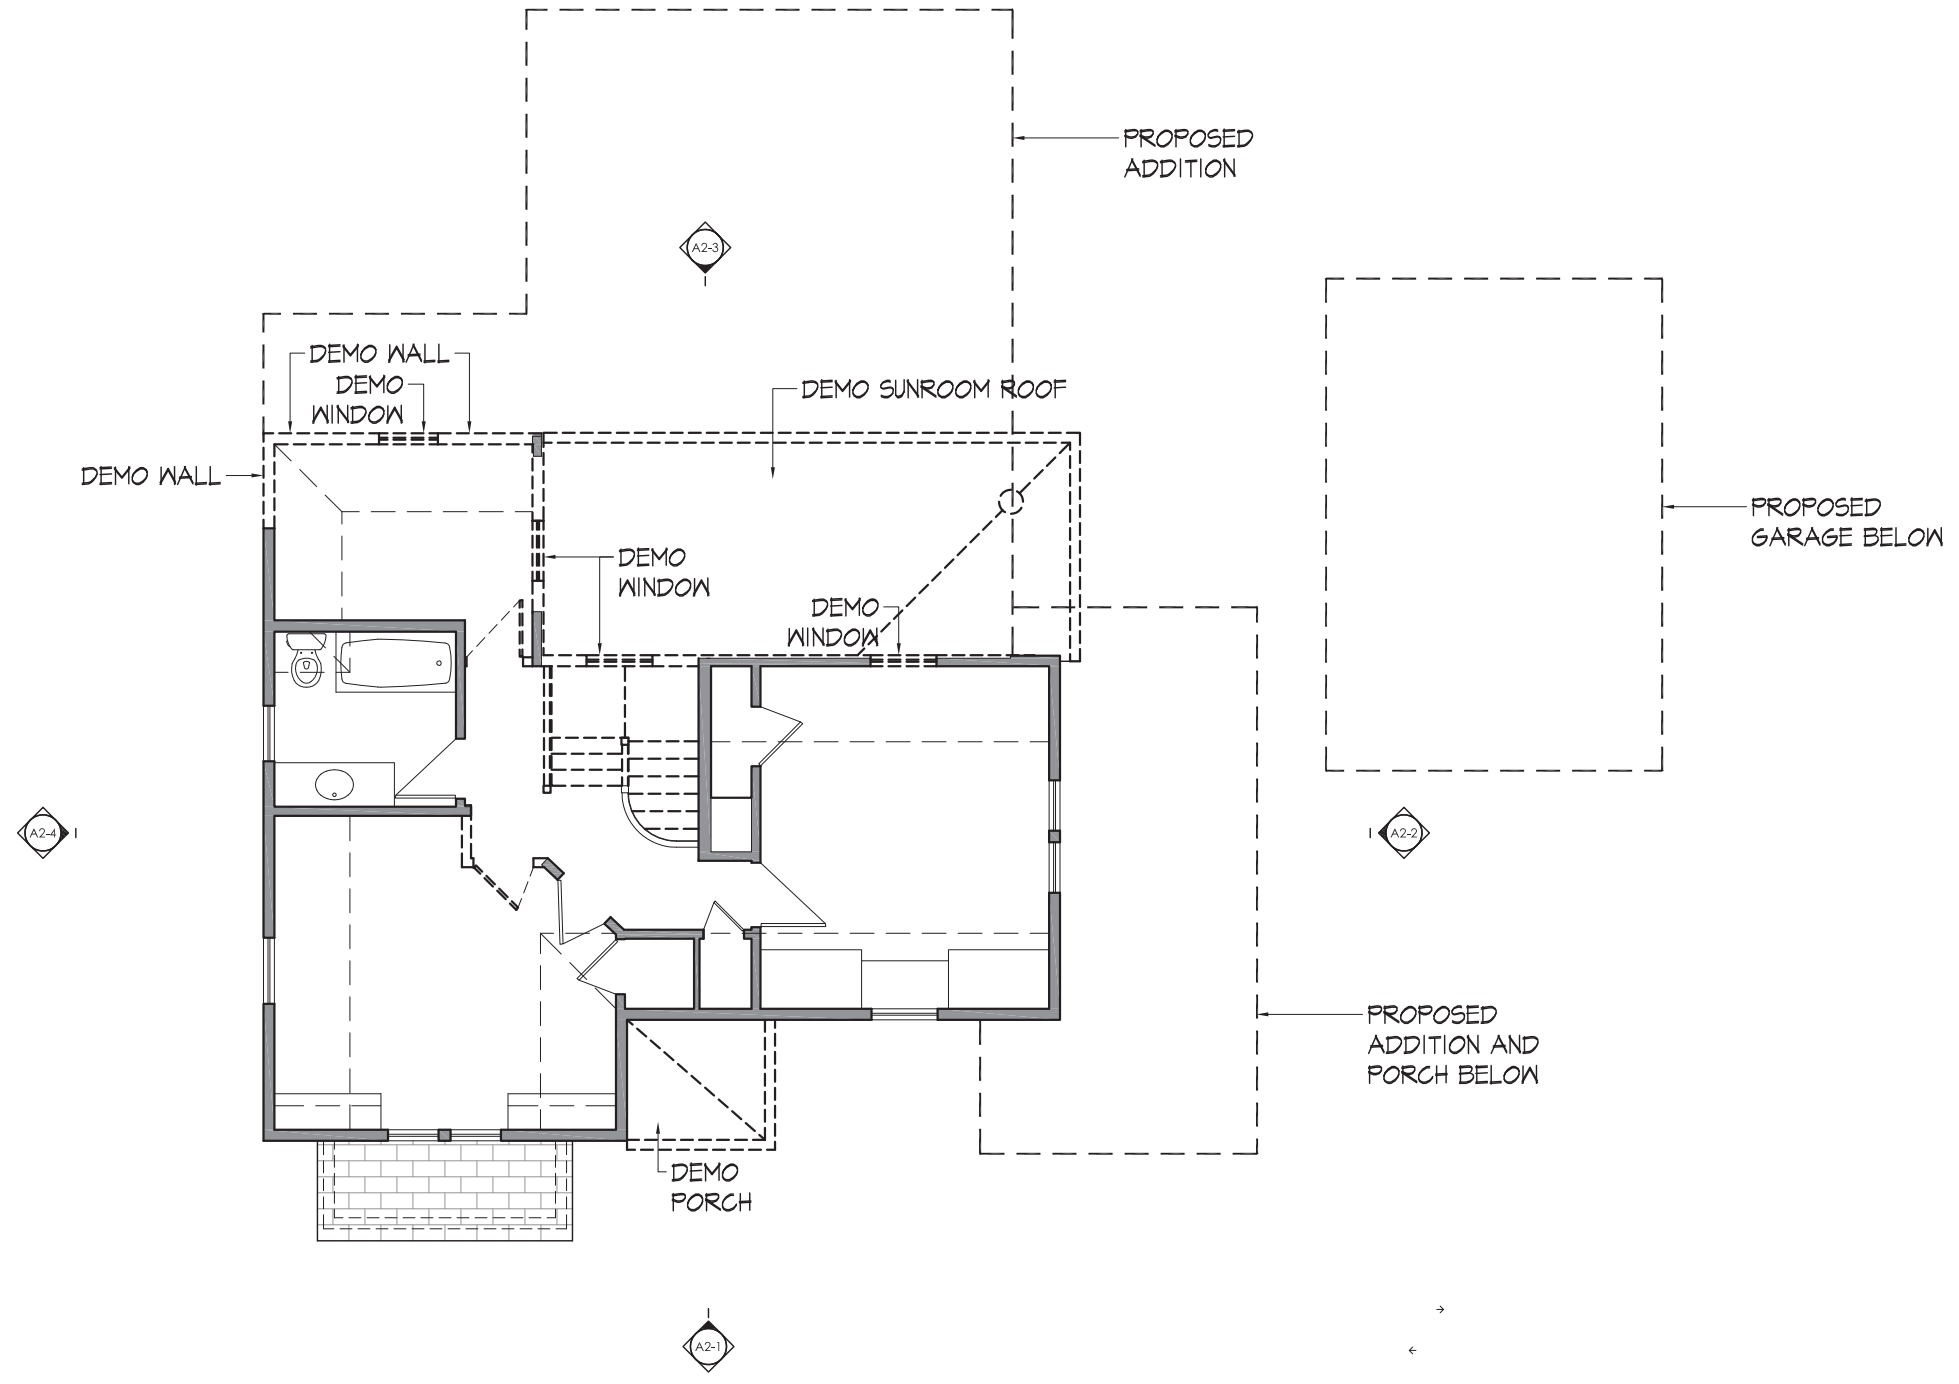 PROPOSED
ADDITION
A2-3
DEMO WALL
DEMO
WINDOW
DEMO SUNROOM ROOF
DEMO WALL
PROPOSED
GARAGE BELOW
DEMO
WINDOW
DEMO
WINDOW
A2-4
A2-2
PROPOSED
ADDITION AND
PORCH BELOW
DEMO
PORCH
A2-1